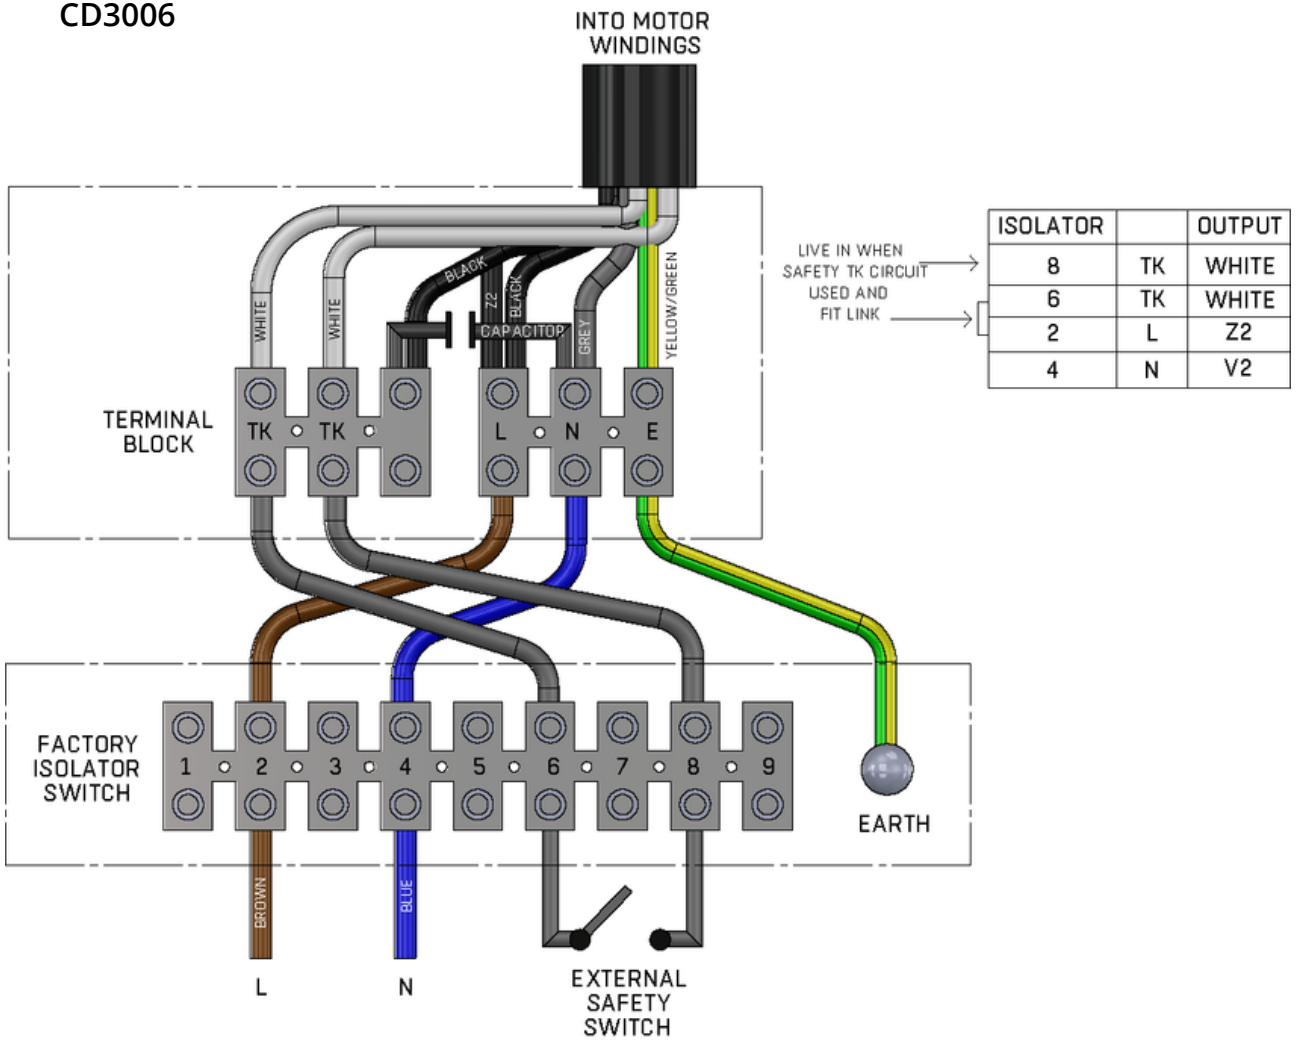 CD3006
INTO MOTOR
WINDINGS
BLACK
Z2
BLACK
WHITE
WHITE
CAPACITOR
GREY
YELLOW/GREEN
LIVE IN WHEN
SAFETY TK CIRCUIT
USED AND
FIT LINK
ISOLATOR OUTPUT
8 TK WHITE
6 TK WHITE
2 L Z2
4 N V2
TERMINAL
BLOCK
TK TK L N E
FACTORY
ISOLATOR
SWITCH
1 2 3 4 5 6 7 8 9
EARTH
BROWN
BLUE
L N
EXTERNAL
SAFETY
SWITCH